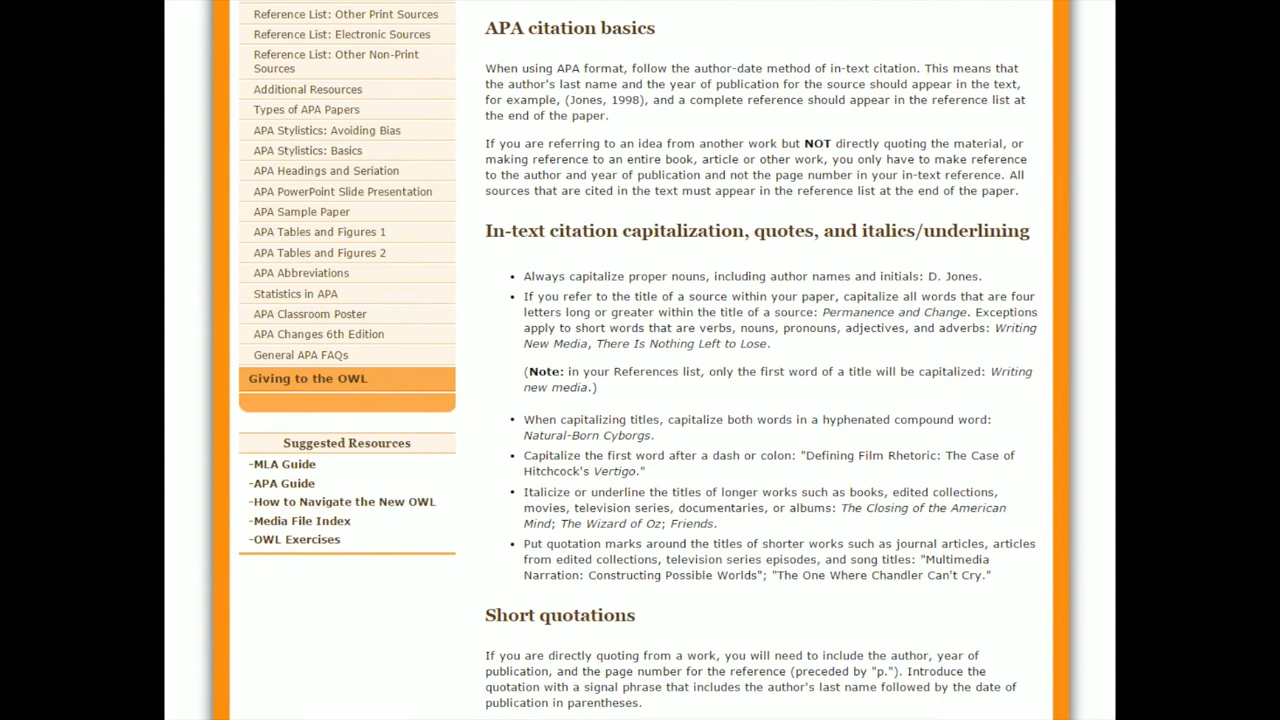 Reference List: Other Print Sources
Reference List: Electronic Sources
Reference List: Other Non-Print
Sources
Additional Resources
Types of APA Papers
APA Stylistics: Avoiding Bias
APA Stylistics: Basics
APA Headings and Seriation
APA PowerPoint Slide Presentation
APA Sample Paper
APA Tables and Figures 1
APA Tables and Figures 2
APA Abbreviations
Statistics in APA
APA Classroom Poster
APA Changes 6th Edition
General APA FAQs
Giving to the OWL
Suggested Resources
-MLA Guide
-APA Guide
-How to Navigate the New OWL
-Media File Index
-OWL Exercises
APA citation basics
When using APA format, follow the author-date method of in-text citation. This means that
the author's last name and the year of publication for the source should appear in the text,
for example, (Jones, 1998), and a complete reference should appear in the reference list at
the end of the paper.
If you are referring to an idea from another work but NOT directly quoting the material, or
making reference to an entire book, article or other work, you only have to make reference
to the author and year of publication and not the page number in your in-text reference. All
sources that are cited in the text must appear in the reference list at the end of the paper.
In-text citation capitalization, quotes, and italics/underlining
• Always capitalize proper nouns, including author names and initials: D. Jones.
• If you refer to the title of a source within your paper, capitalize all words that are four
letters long or greater within the title of a source: Permanence and Change. Exceptions
apply to short words that are verbs, nouns, pronouns, adjectives, and adverbs: Writing
New Media, There Is Nothing Left to Lose.
(Note: in your References list, only the first word of a title will be capitalized: Writing
new media.)
• When capitalizing titles, capitalize both words in a hyphenated compound word:
Natural-Born Cyborgs.
• Capitalize the first word after a dash or colon: "Defining Film Rhetoric: The Case of
Hitchcock's Vertigo."
• Italicize or underline the titles of longer works such as books, edited collections,
movies, television series, documentaries, or albums: The Closing of the American
Mind; The Wizard of Oz; Friends.
• Put quotation marks around the titles of shorter works such as journal articles, articles
from edited collections, television series episodes, and song titles: "Multimedia
Narration: Constructing Possible Worlds"; "The One Where Chandler Can't Cry."
Short quotations
If you are directly quoting from a work, you will need to include the author, year of
publication, and the page number for the reference (preceded by "p."). Introduce the
quotation with a signal phrase that includes the author's last name followed by the date of
publication in parentheses.